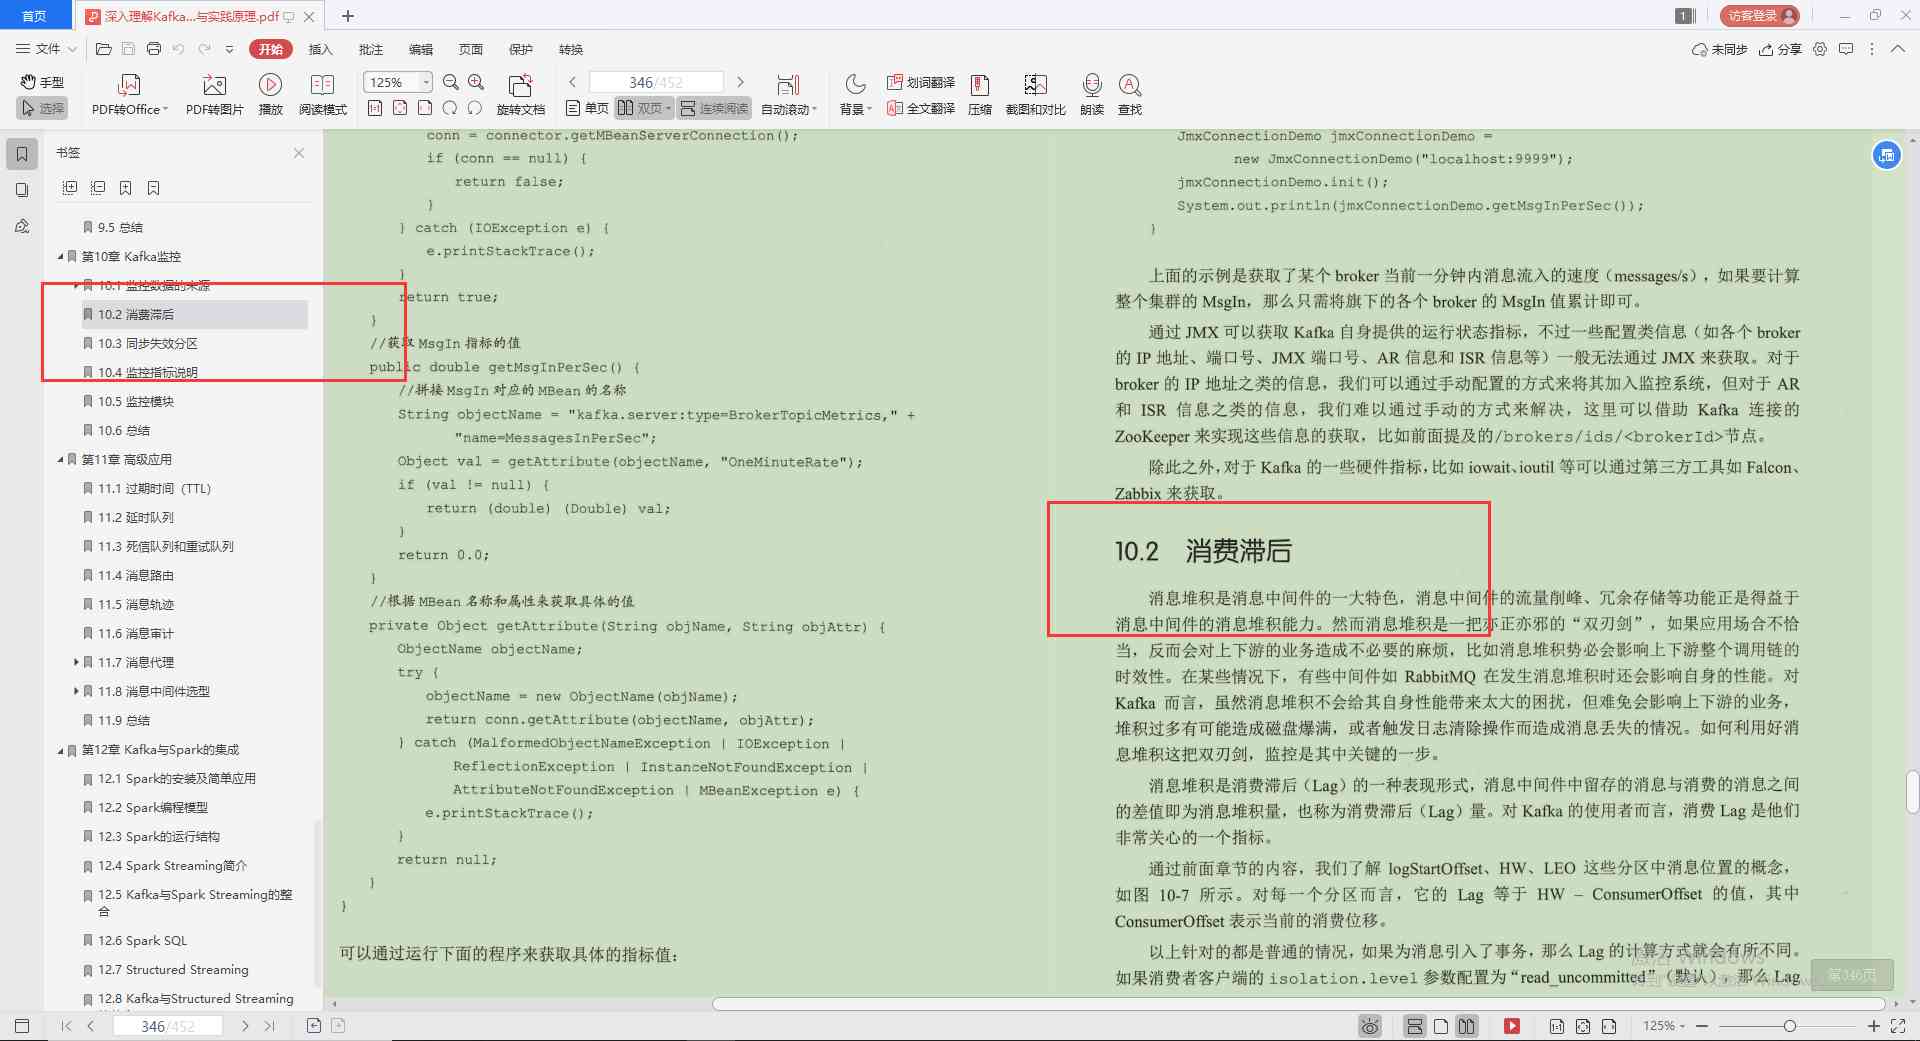 首页
深入理解Kafka...与实践原理.pdf
1
访客登录
文件
开始
插入
批注
编辑
页面
保护
转换
未同步
分享
手型
选择
PDF转Office
PDF转图片
播放
阅读模式
125%
旋转文档
346/452
单页
双页
连续阅读
自动滚动
背景
划词翻译
全文翻译
压缩
截图和对比
朗读
查找
书签
9.5 总结
第10章 Kafka监控
10.1 监控数据的来源
10.2 消费滞后
10.3 同步失效分区
10.4 监控指标说明
10.5 监控模块
10.6 总结
第11章 高级应用
11.1 过期时间（TTL）
11.2 延时队列
11.3 死信队列和重试队列
11.4 消息路由
11.5 消息轨迹
11.6 消息审计
11.7 消息代理
11.8 消息中间件选型
11.9 总结
第12章 Kafka与Spark的集成
12.1 Spark的安装及简单应用
12.2 Spark编程模型
12.3 Spark的运行结构
12.4 Spark Streaming简介
12.5 Kafka与Spark Streaming的整
合
12.6 Spark SQL
12.7 Structured Streaming
12.8 Kafka与Structured Streaming
conn = connector.getMBeanServerConnection();
if (conn == null) {
return false;
}
} catch (IOException e) {
e.printStackTrace();
}
return true;
}
//获取 MsgIn 指标的值
public double getMsgInPerSec() {
//拼接 MsgIn 对应的 MBean 的名称
String objectName = "kafka.server:type=BrokerTopicMetrics," +
"name=MessagesInPerSec";
Object val = getAttribute(objectName, "OneMinuteRate");
if (val != null) {
return (double) (Double) val;
}
return 0.0;
}
//根据 MBean 名称和属性来获取具体的值
private Object getAttribute(String objName, String objAttr) {
ObjectName objectName;
try {
objectName = new ObjectName(objName);
return conn.getAttribute(objectName, objAttr);
} catch (MalformedObjectNameException | IOException |
ReflectionException | InstanceNotFoundException |
AttributeNotFoundException | MBeanException e) {
e.printStackTrace();
}
return null;
}
}
可以通过运行下面的程序来获取具体的指标值：
JmxConnectionDemo jmxConnectionDemo =
new JmxConnectionDemo("localhost:9999");
jmxConnectionDemo.init();
System.out.println(jmxConnectionDemo.getMsgInPerSec());
}
上面的示例是获取了某个 broker 当前一分钟内消息流入的速度（messages/s），如果要计算
整个集群的 MsgIn，那么只需将旗下的各个 broker 的 MsgIn 值累计即可。
通过 JMX 可以获取 Kafka 自身提供的运行状态指标，不过一些配置类信息（如各个 broker
的 IP 地址、端口号、JMX 端口号、AR 信息和 ISR 信息等）一般无法通过 JMX 来获取。对于
broker 的 IP 地址之类的信息，我们可以通过手动配置的方式来将其加入监控系统，但对于 AR
和 ISR 信息之类的信息，我们难以通过手动的方式来解决，这里可以借助 Kafka 连接的
ZooKeeper 来实现这些信息的获取，比如前面提及的/brokers/ids/<brokerId>节点。
除此之外，对于 Kafka 的一些硬件指标，比如 iowait、ioutil 等可以通过第三方工具如 Falcon、
Zabbix 来获取。
10.2 消费滞后
消息堆积是消息中间件的一大特色，消息中间件的流量削峰、冗余存储等功能正是得益于
消息中间件的消息堆积能力。然而消息堆积是一把亦正亦邪的“双刃剑”，如果应用场合不恰
当，反而会对上下游的业务造成不必要的麻烦，比如消息堆积势必会影响上下游整个调用链的
时效性。在某些情况下，有些中间件如 RabbitMQ 在发生消息堆积时还会影响自身的性能。对
Kafka 而言，虽然消息堆积不会给其自身性能带来太大的困扰，但难免会影响上下游的业务，
堆积过多有可能造成磁盘爆满，或者触发日志清除操作而造成消息丢失的情况。如何利用好消
息堆积这把双刃剑，监控是其中关键的一步。
消息堆积是消费滞后（Lag）的一种表现形式，消息中间件中留存的消息与消费的消息之间
的差值即为消息堆积量，也称为消费滞后（Lag）量。对 Kafka 的使用者而言，消费 Lag 是他们
非常关心的一个指标。
通过前面章节的内容，我们了解 logStartOffset、HW、LEO 这些分区中消息位置的概念，
如图 10-7 所示。对每一个分区而言，它的 Lag 等于 HW – ConsumerOffset 的值，其中
ConsumerOffset 表示当前的消费位移。
以上针对的都是普通的情况，如果为消息引入了事务，那么 Lag 的计算方式就会有所不同。
如果消费者客户端的 isolation.level 参数配置为“read_uncommitted”（默认），那么 Lag
激活 Windows
第346页
346/452
125%